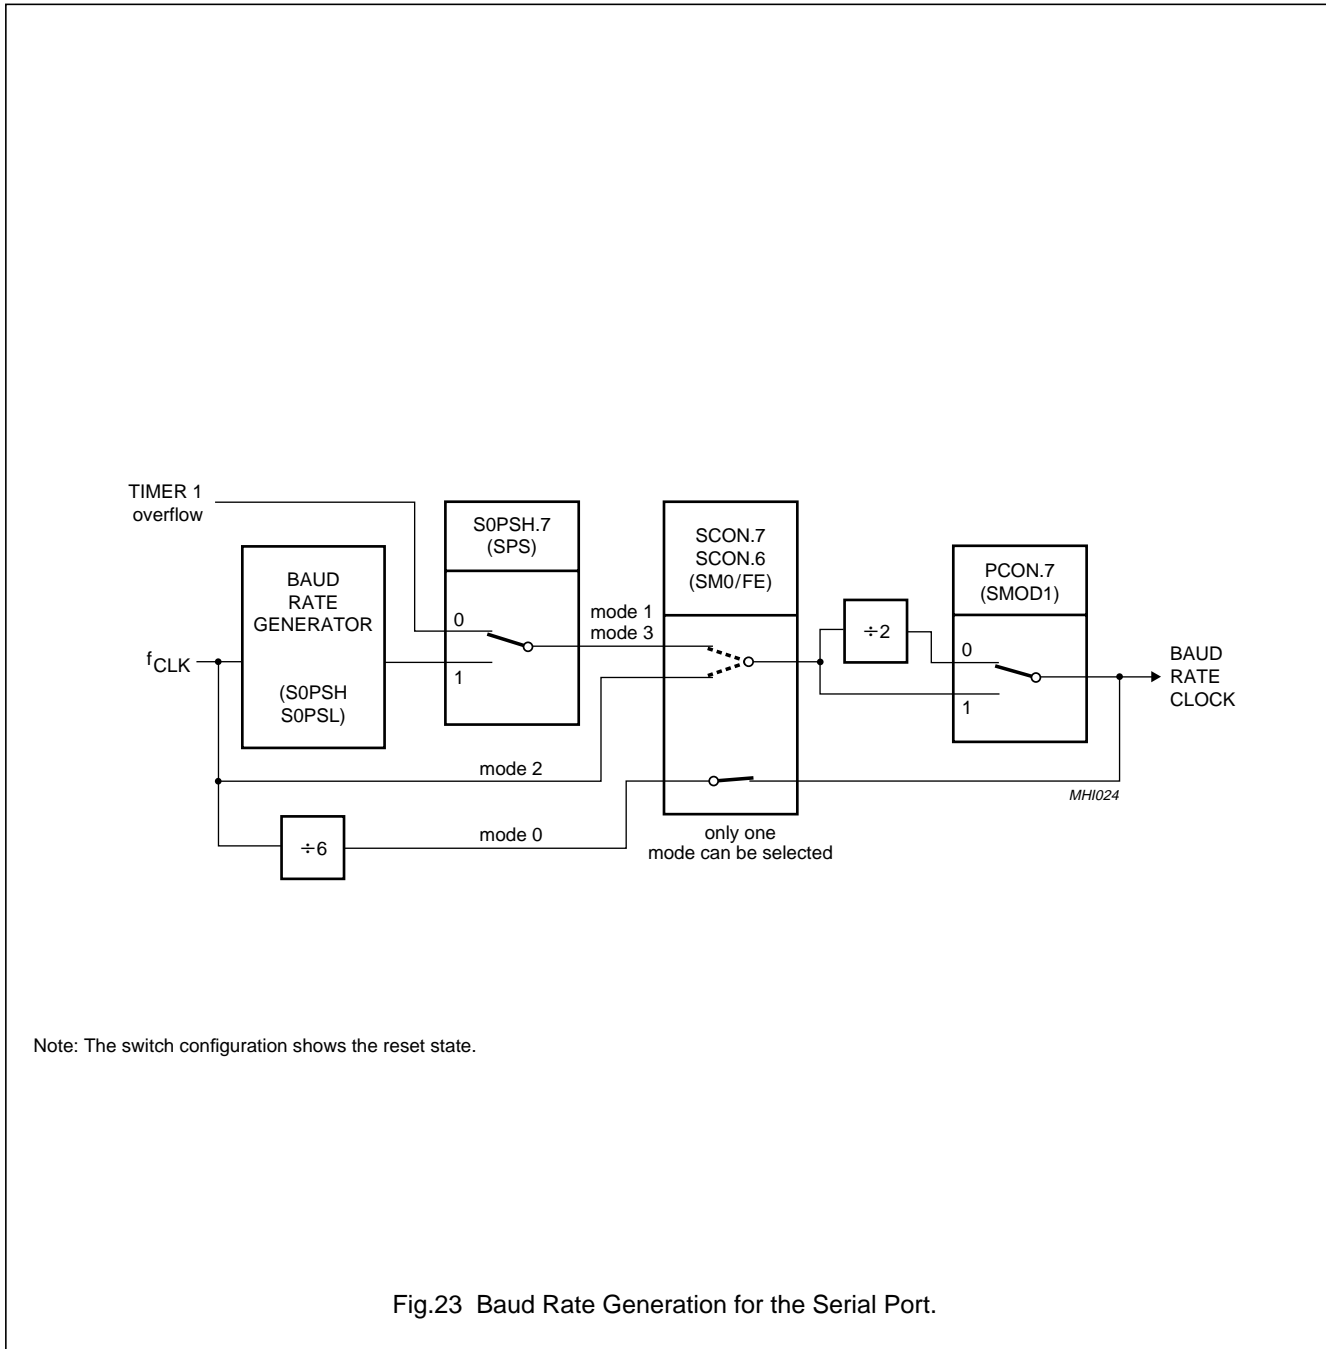 TIMER 1
overflow
fCLK
BAUD
RATE
GENERATOR
(S0PSH
S0PSL)
S0PSH.7
(SPS)
0
1
mode 1
mode 3
mode 2
÷6
mode 0
SCON.7
SCON.6
(SM0/FE)
only one
mode can be selected
÷2
PCON.7
(SMOD1)
0
1
BAUD
RATE
CLOCK
MHI024
Note: The switch configuration shows the reset state.
Fig.23 Baud Rate Generation for the Serial Port.